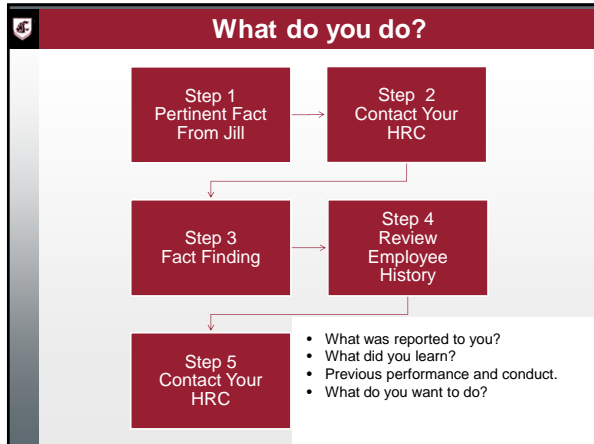 What do you do?
Step 1
Pertinent Fact
From Jill
Step 2
Contact Your
HRC
Step 3
Fact Finding
Step 4
Review
Employee
History
Step 5
Contact Your
HRC
• What was reported to you?
• What did you learn?
• Previous performance and conduct.
• What do you want to do?